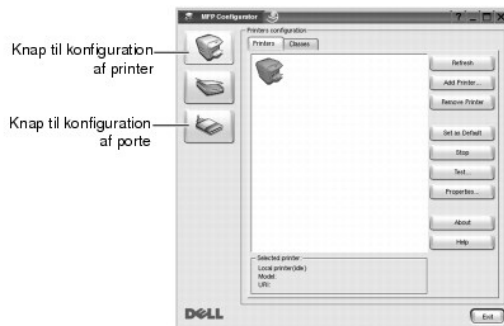 MFP Configurator
Knap til konfiguration
af printer
Knap til konfiguration
af porte
Printers configuration
Printers
Classes
Refresh
Add Printer...
Remove Printer
Set as Default
Stop
Test...
Properties...
About
Help
Selected printer:
Local printer(idle)
Model:
URI:
DELL
Exit